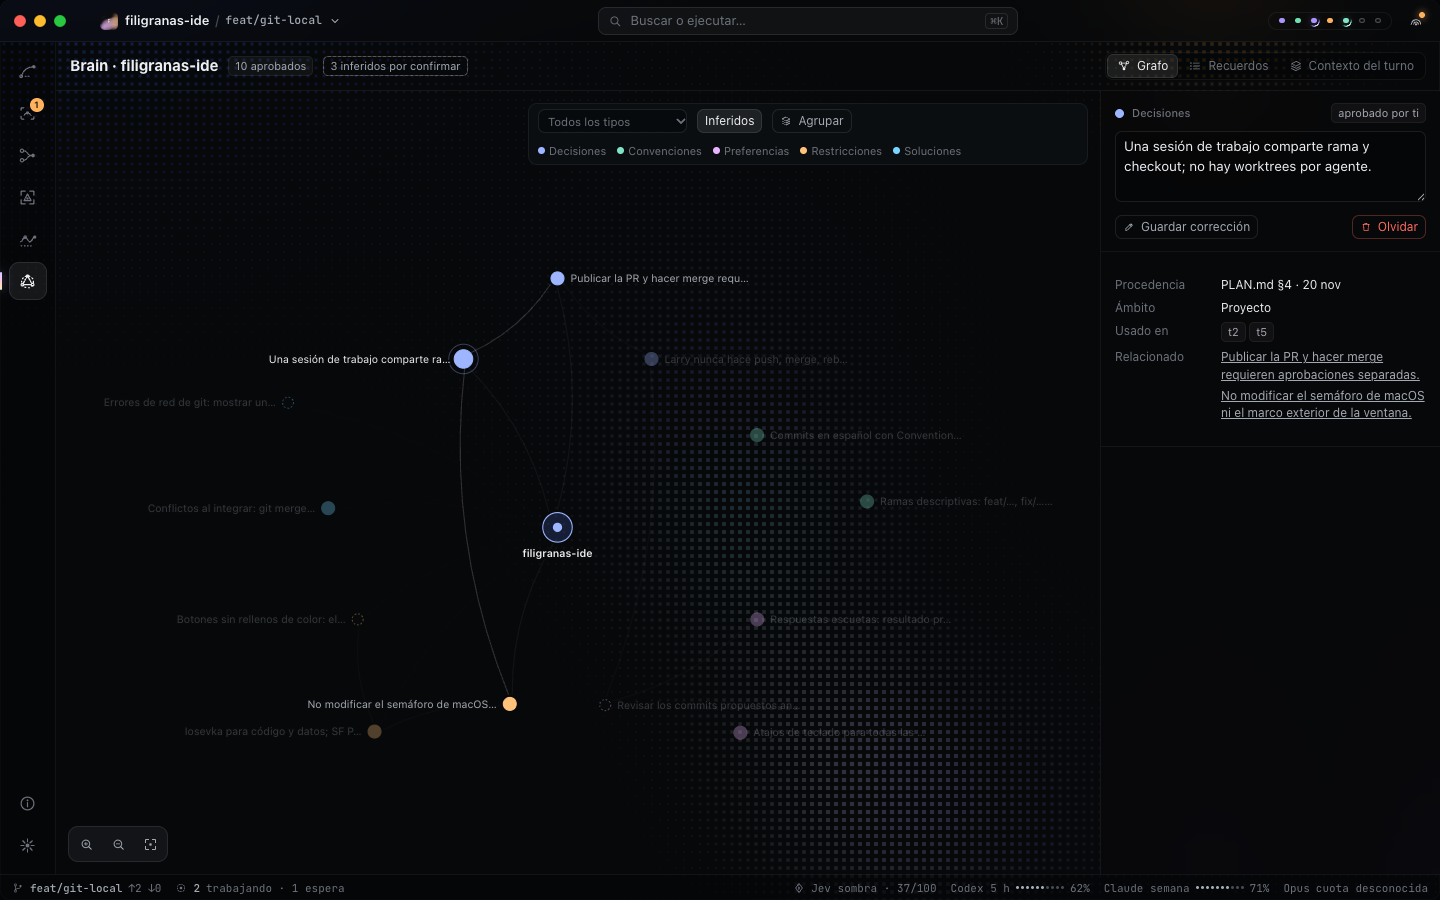 filigranas-ide / feat/git-local
Buscar o ejecutar...
⌘K
Brain · filigranas-ide
10 aprobados
3 inferidos por confirmar
Grafo
Recuerdos
Contexto del turno
1
Todos los tipos
Inferidos
Agrupar
Decisiones
Convenciones
Preferencias
Restricciones
Soluciones
Publicar la PR y hacer merge requ...
Una sesión de trabajo comparte ra...
Larry nunca hace push, merge, reb...
Errores de red de git: mostrar un...
Commits en español con Convention...
Ramas descriptivas: feat/..., fix/......
Conflictos al integrar: git merge...
filigranas-ide
Botones sin rellenos de color: el...
Respuestas escuetas: resultado pr...
No modificar el semáforo de macOS...
Revisar los commits propuestos an...
Iosevka para código y datos; SF P...
Atajos de teclado para todas las ...
Decisiones
aprobado por ti
Una sesión de trabajo comparte rama y
checkout; no hay worktrees por agente.
Guardar corrección
Olvidar
Procedencia
PLAN.md §4 · 20 nov
Ámbito
Proyecto
Usado en
t2 t5
Relacionado
Publicar la PR y hacer merge
requieren aprobaciones separadas.
No modificar el semáforo de macOS
ni el marco exterior de la ventana.
feat/git-local ↑2 ↓0
2 trabajando · 1 espera
Jev sombra · 37/100
Codex 5 h 62%
Claude semana 71%
Opus cuota desconocida